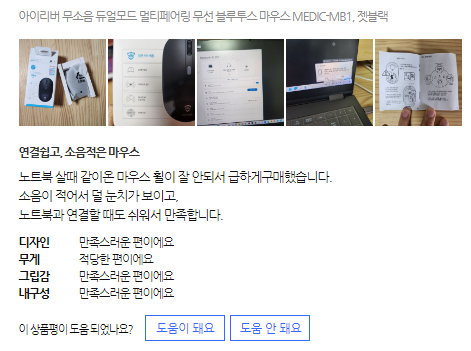 아이리버 무소음 듀얼모드 멀티페어링 무선 블루투스 마우스 MEDIC-MB1, 젯블랙
연결쉽고, 소음적은 마우스
노트북 살때 같이온 마우스 휠이 잘 안되서 급하게구매했습니다.
소음이 적어서 덜 눈치가 보이고,
노트북과 연결할 때도 쉬워서 만족합니다.
디자인 만족스러운 편이에요
무게 적당한 편이에요
그립감 만족스러운 편이에요
내구성 만족스러운 편이에요
이 상품평이 도움 되었나요? 도움이 돼요 도움 안 돼요